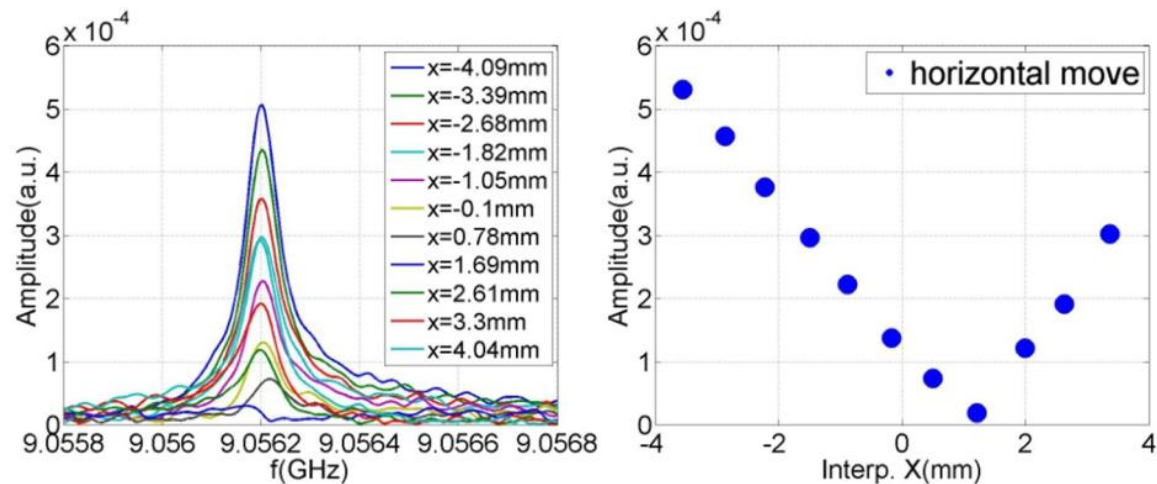 x 10⁻⁴
6
5
4
3
2
1
0
Amplitude(a.u.)
x=-4.09mm
x=-3.39mm
x=-2.68mm
x=-1.82mm
x=-1.05mm
x=-0.1mm
x=0.78mm
x=1.69mm
x=2.61mm
x=3.3mm
x=4.04mm
9.0558 9.056 9.0562 9.0564 9.0566 9.0568
f(GHz)
x 10⁻⁴
6
5
4
3
2
1
0
Amplitude(a.u.)
horizontal move
-4 -2 0 2 4
Interp. X(mm)